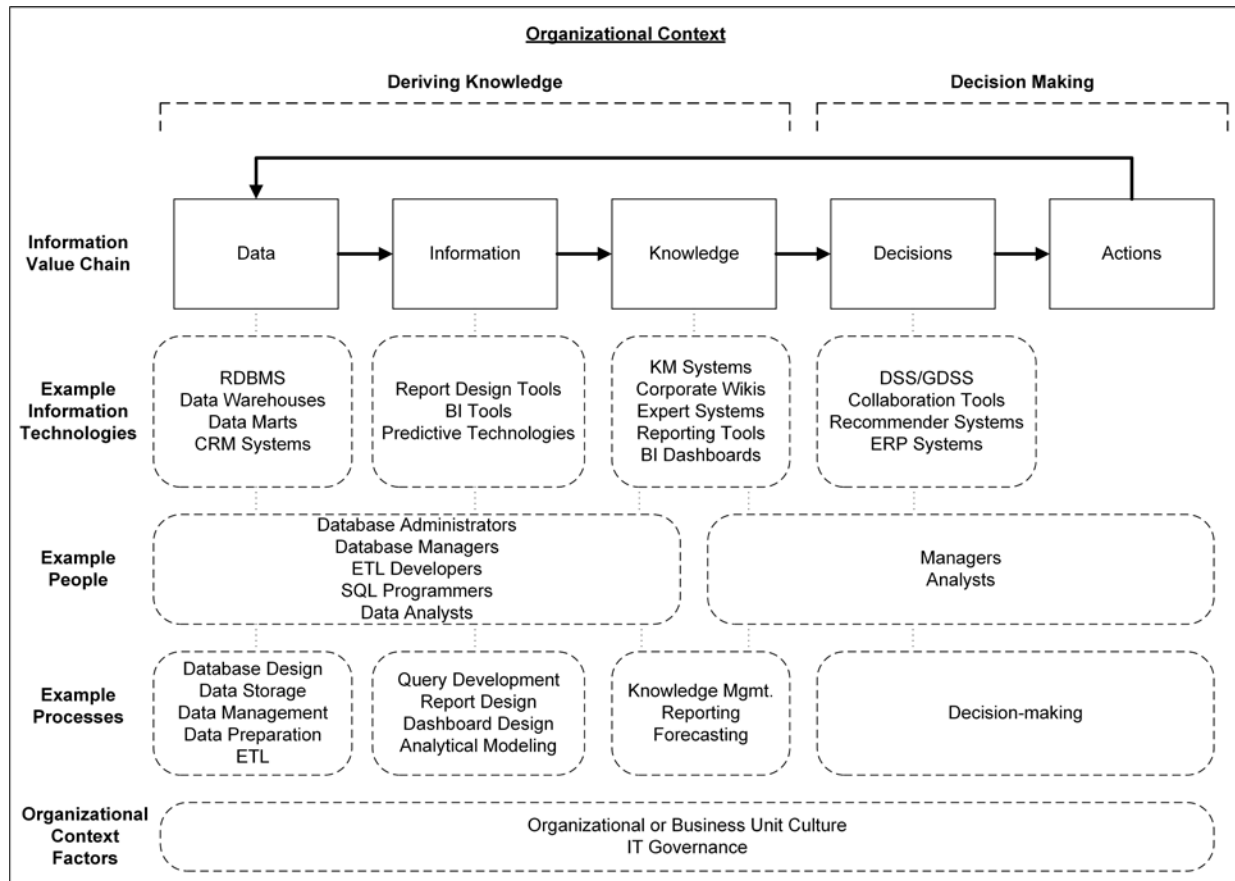 Organizational Context
Deriving Knowledge
Decision Making
Information
Value Chain
Data
Information
Knowledge
Decisions
Actions
Example
Information
Technologies
RDBMS
Data Warehouses
Data Marts
CRM Systems
Report Design Tools
BI Tools
Predictive Technologies
KM Systems
Corporate Wikis
Expert Systems
Reporting Tools
BI Dashboards
DSS/GDSS
Collaboration Tools
Recommender Systems
ERP Systems
Example
People
Database Administrators
Database Managers
ETL Developers
SQL Programmers
Data Analysts
Managers
Analysts
Example
Processes
Database Design
Data Storage
Data Management
Data Preparation
ETL
Query Development
Report Design
Dashboard Design
Analytical Modeling
Knowledge Mgmt.
Reporting
Forecasting
Decision-making
Organizational
Context
Factors
Organizational or Business Unit Culture
IT Governance